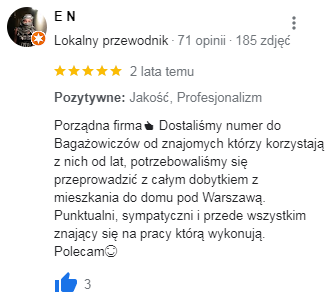 E N
Lokalny przewodnik · 71 opinii · 185 zdjęć
2 lata temu
Pozytywne: Jakość, Profesjonalizm
Porządna firma👍 Dostaliśmy numer do
Bagażowiczów od znajomych którzy korzystają
z nich od lat, potrzebowaliśmy się
przeprowadzić z całym dobytkiem z
mieszkania do domu pod Warszawą.
Punktualni, sympatyczni i przede wszystkim
znający się na pracy którą wykonują.
Polecam😊
3